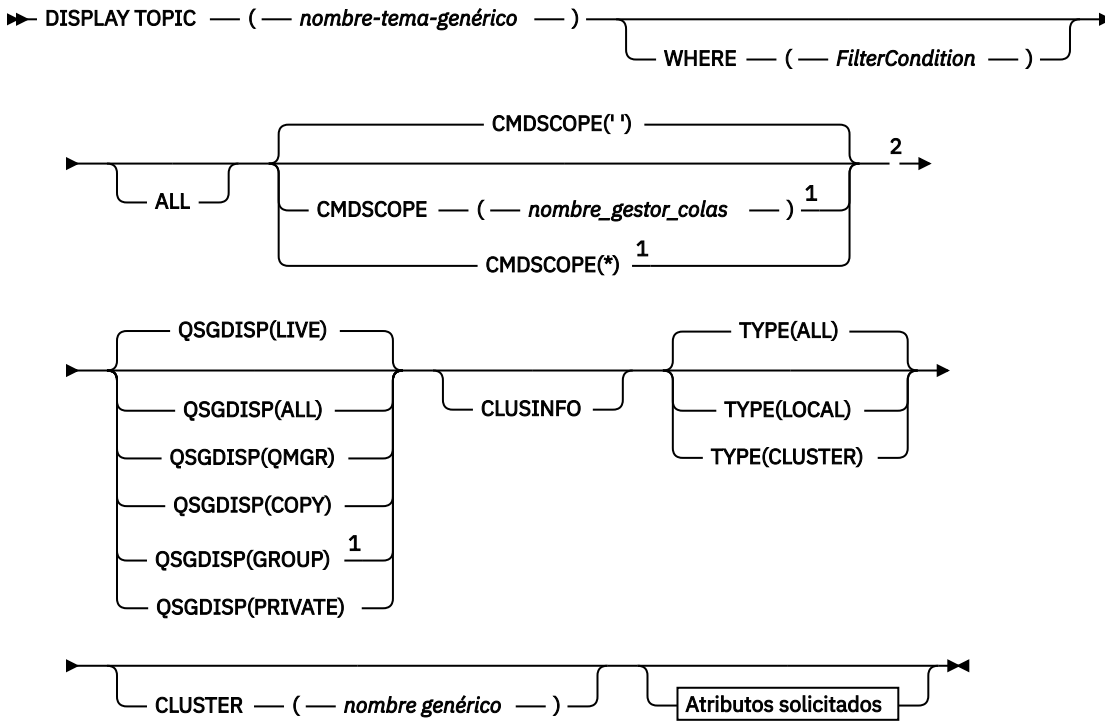 DISPLAY TOPIC ( nombre-tema-genérico )
WHERE ( FilterCondition )
CMDSCOPE(' ')
2
ALL
CMDSCOPE ( nombre_gestor_colas ) 1
CMDSCOPE(*) 1
QSGDISP(LIVE)
QSGDISP(ALL)
QSGDISP(QMGR)
QSGDISP(COPY)
QSGDISP(GROUP) 1
QSGDISP(PRIVATE)
CLUSINFO
TYPE(ALL)
TYPE(LOCAL)
TYPE(CLUSTER)
CLUSTER ( nombre genérico )
Atributos solicitados